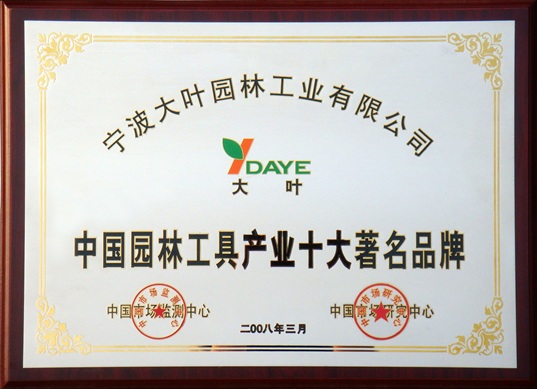 宁波大叶园林工业有限公司
DAYE
大叶
中国园林工具产业十大著名品牌
中国市场监测中心 中国市场研究中心
二00八年三月